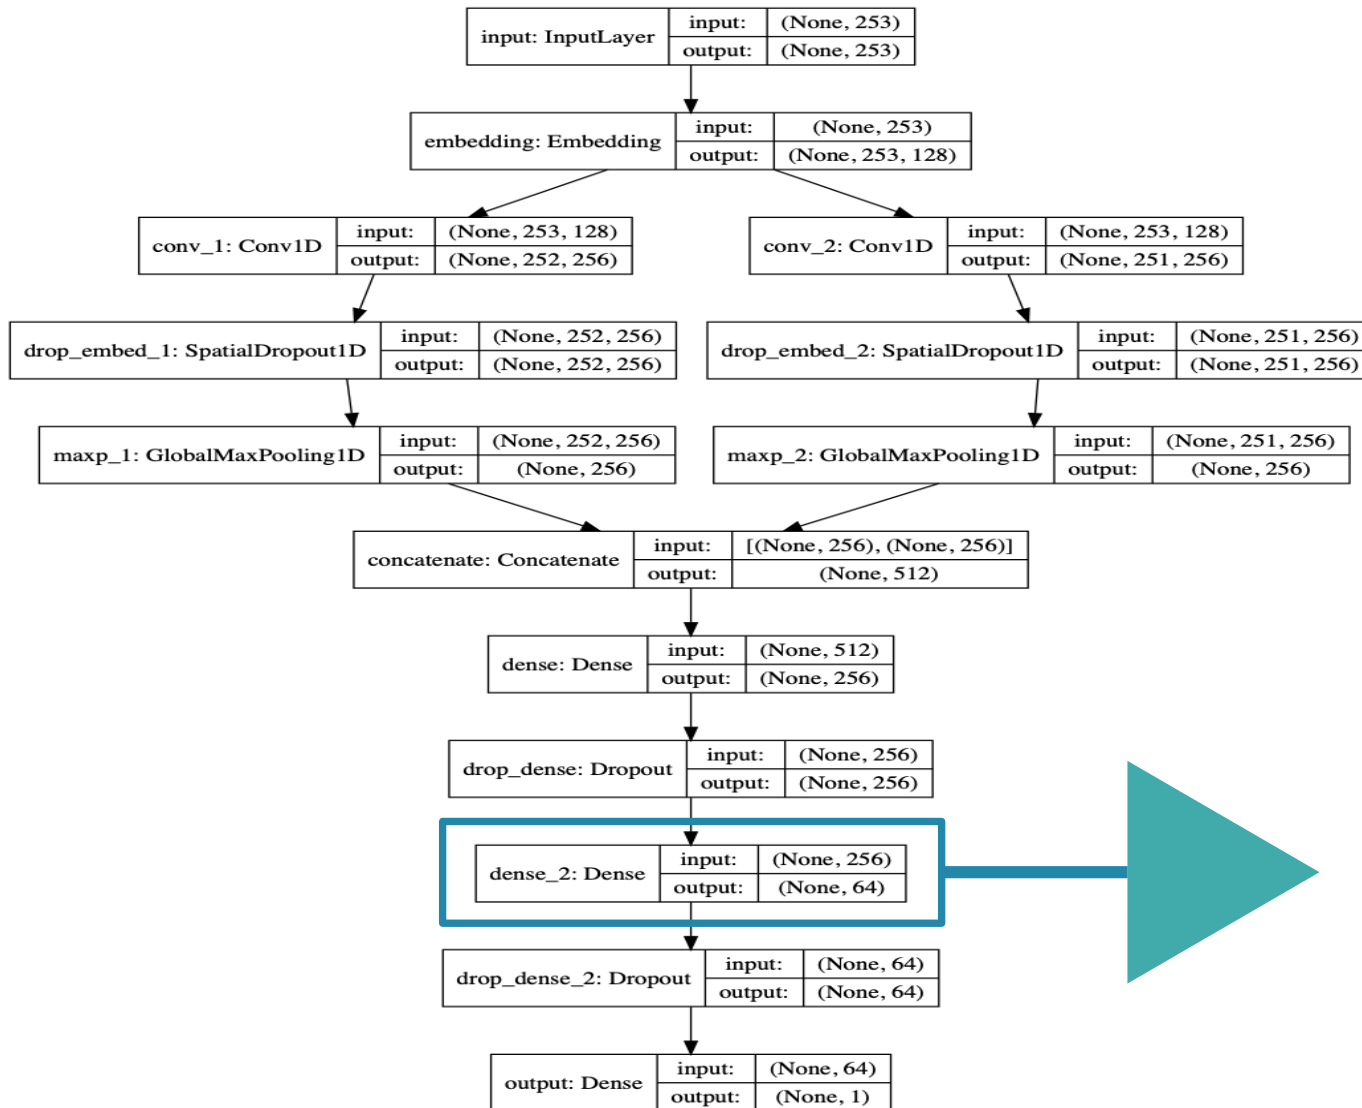 input: InputLayer input: (None, 253)
output: (None, 253)
embedding: Embedding input: (None, 253)
output: (None, 253, 128)
conv_1: Conv1D input: (None, 253, 128)
output: (None, 252, 256)
conv_2: Conv1D input: (None, 253, 128)
output: (None, 251, 256)
drop_embed_1: SpatialDropout1D input: (None, 252, 256)
output: (None, 252, 256)
drop_embed_2: SpatialDropout1D input: (None, 251, 256)
output: (None, 251, 256)
maxp_1: GlobalMaxPooling1D input: (None, 252, 256)
output: (None, 256)
maxp_2: GlobalMaxPooling1D input: (None, 251, 256)
output: (None, 256)
concatenate: Concatenate input: [(None, 256), (None, 256)]
output: (None, 512)
dense: Dense input: (None, 512)
output: (None, 256)
drop_dense: Dropout input: (None, 256)
output: (None, 256)
dense_2: Dense input: (None, 256)
output: (None, 64)
drop_dense_2: Dropout input: (None, 64)
output: (None, 64)
output: Dense input: (None, 64)
output: (None, 1)